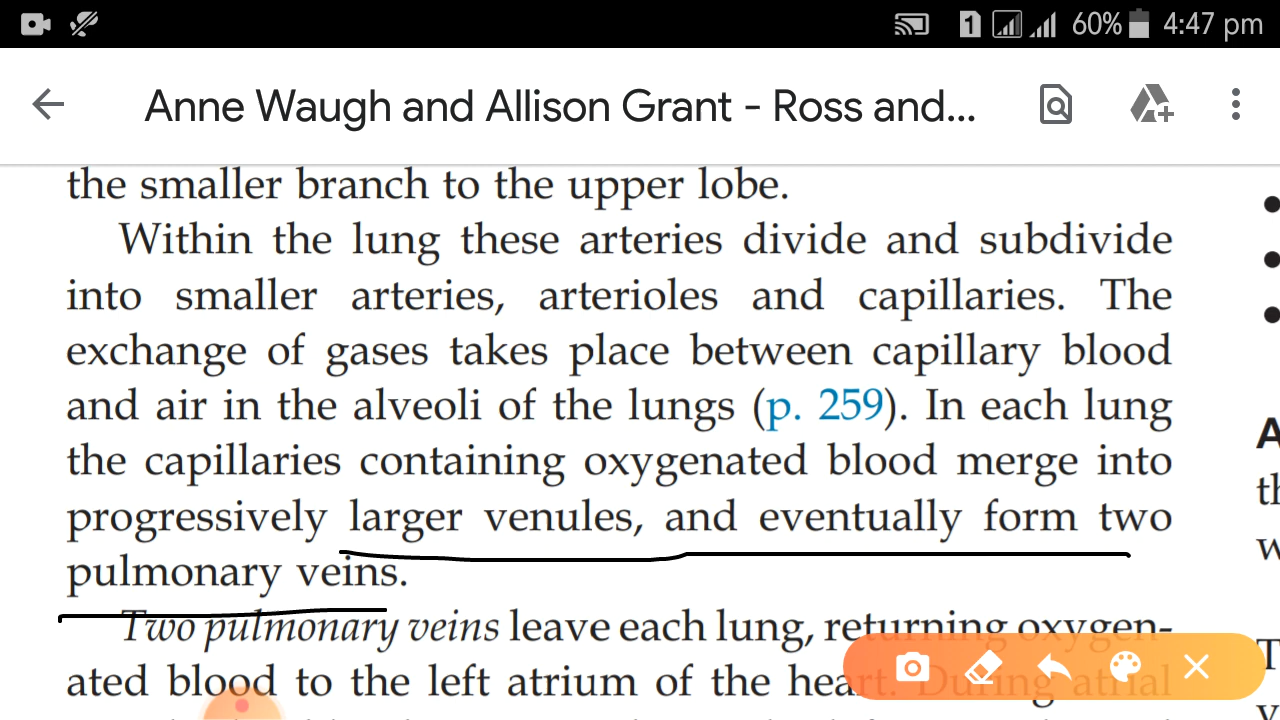 1 60% 4:47 pm
Anne Waugh and Allison Grant - Ross and...
the smaller branch to the upper lobe.
Within the lung these arteries divide and subdivide
into smaller arteries, arterioles and capillaries. The
exchange of gases takes place between capillary blood
and air in the alveoli of the lungs (p. 259). In each lung
the capillaries containing oxygenated blood merge into
progressively larger venules, and eventually form two
pulmonary veins.
Two pulmonary veins leave each lung, returning oxygen-
ated blood to the left atrium of the heart. During atrial